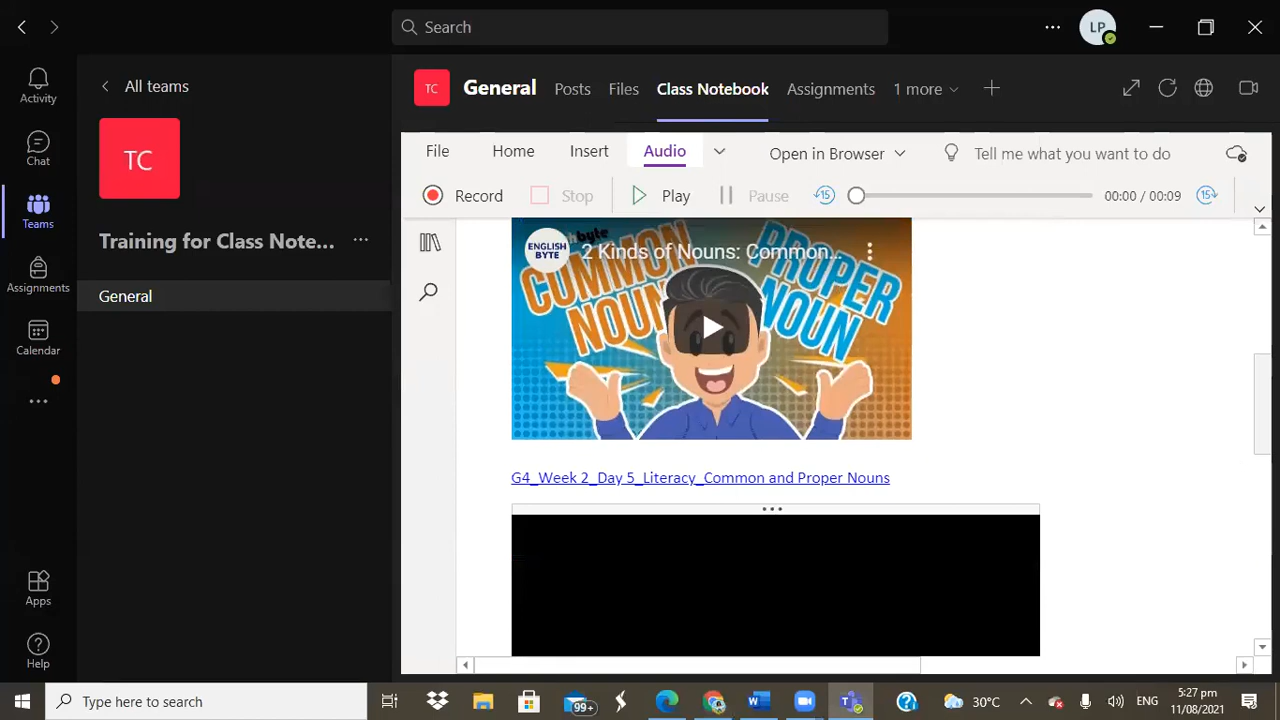 Search
LP
Activity
Chat
Teams
Assignments
Calendar
Apps
Help
All teams
TC
Training for Class Note...
General
TC
General
Posts
Files
Class Notebook
Assignments
1 more
File
Home
Insert
Audio
Open in Browser
Tell me what you want to do
Record
Stop
Play
Pause
15
00:00 / 00:09
15
ENGLISH
BYTE
2 Kinds of Nouns: Common...
COMMON
NOUN
PROPER
NOUN
G4_Week 2_Day 5_Literacy_Common and Proper Nouns
Type here to search
99+
30°C
ENG
5:27 pm
11/08/2021